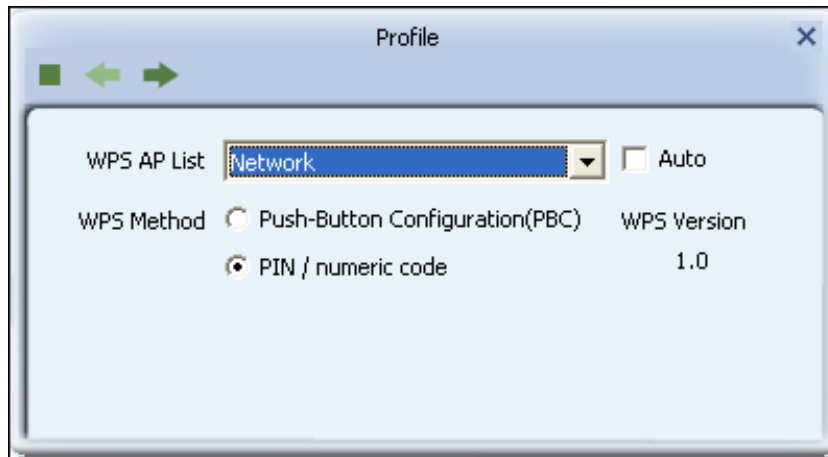 Profile
WPS AP List Network Auto
WPS Method Push-Button Configuration(PBC) WPS Version
PIN / numeric code 1.0